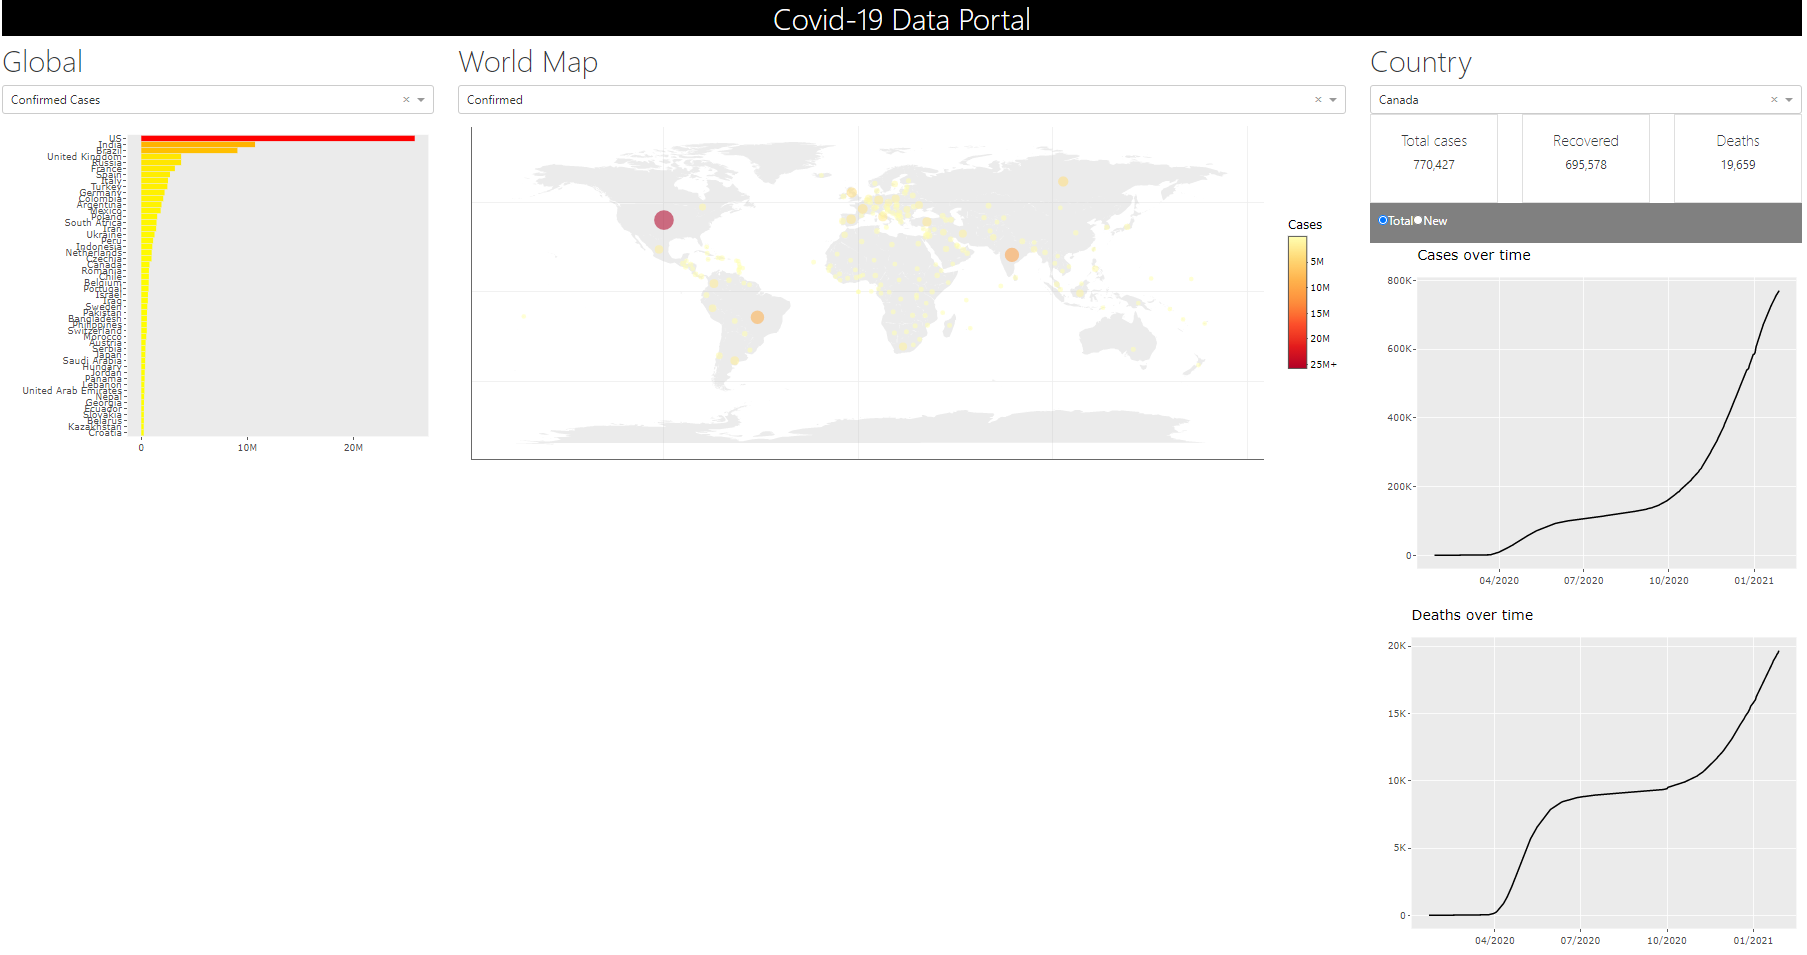 Covid-19 Data Portal
Global
Confirmed Cases
US
India
Brazil
United Kingdom
Russia
France
Spain
Italy
Turkey
Germany
Colombia
Argentina
Mexico
Poland
South Africa
Iran
Ukraine
Peru
Indonesia
Netherlands
Czechia
Canada
Romania
Chile
Belgium
Portugal
Israel
Iraq
Sweden
Pakistan
Bangladesh
Philippines
Switzerland
Morocco
Austria
Serbia
Japan
Saudi Arabia
Hungary
Jordan
Panama
Lebanon
United Arab Emirates
Nepal
Georgia
Ecuador
Slovakia
Belarus
Kazakhstan
Croatia
0 10M 20M
World Map
Confirmed
Cases
5M
10M
15M
20M
25M+
Country
Canada
Total cases Recovered Deaths
770,427 695,578 19,659
Total New
Cases over time
800K
600K
400K
200K
0
04/2020 07/2020 10/2020 01/2021
Deaths over time
20K
15K
10K
5K
0
04/2020 07/2020 10/2020 01/2021